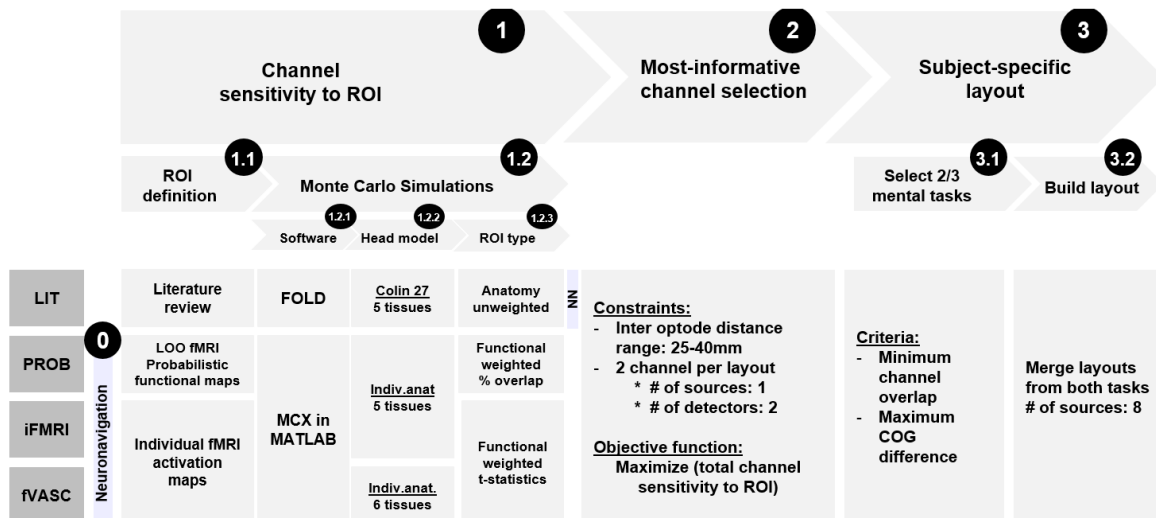 1
2
3
Channel
sensitivity to ROI
Most-informative
channel selection
Subject-specific
layout
1.1
1.2
3.1
3.2
ROI
definition
Monte Carlo Simulations
Select 2/3
mental tasks
Build layout
1.2.1
1.2.2
1.2.3
Software
Head model
ROI type
LIT
Literature
review
FOLD
Colin 27
5 tissues
Anatomy
unweighted
NN
0
Neuronavigation
PROB
LOO fMRI
Probabilistic
functional maps
MCX in
MATLAB
Indiv.anat
5 tissues
Functional
weighted
% overlap
iFMRI
fVASC
Individual fMRI
activation
maps
Indiv.anat.
6 tissues
Functional
weighted
t-statistics
Constraints:
- Inter optode distance
range: 25-40mm
- 2 channel per layout
* # of sources: 1
* # of detectors: 2
Objective function:
Maximize (total channel
sensitivity to ROI)
Criteria:
- Minimum
channel
overlap
- Maximum
COG
difference
Merge layouts
from both tasks
# of sources: 8